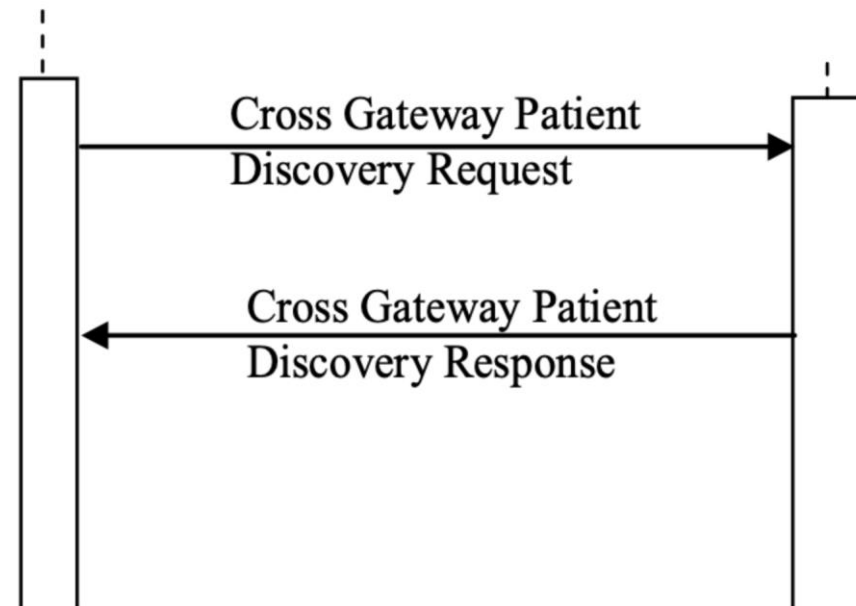 Cross Gateway Patient
Discovery Request
Cross Gateway Patient
Discovery Response